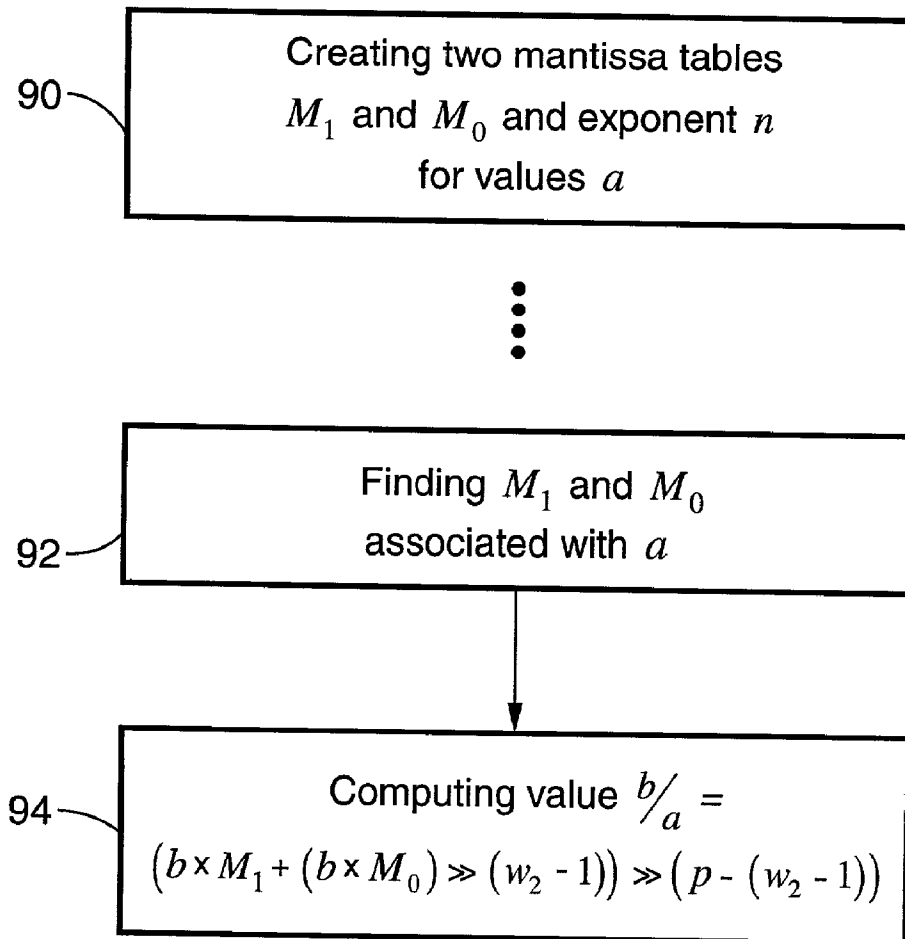 90
Creating two mantissa tables
M₁ and M₀ and exponent n
for values a
92
Finding M₁ and M₀
associated with a
94
Computing value b/a =
(b × M₁ + (b × M₀) ≫ (w₂ - 1)) ≫ (p - (w₂ - 1))